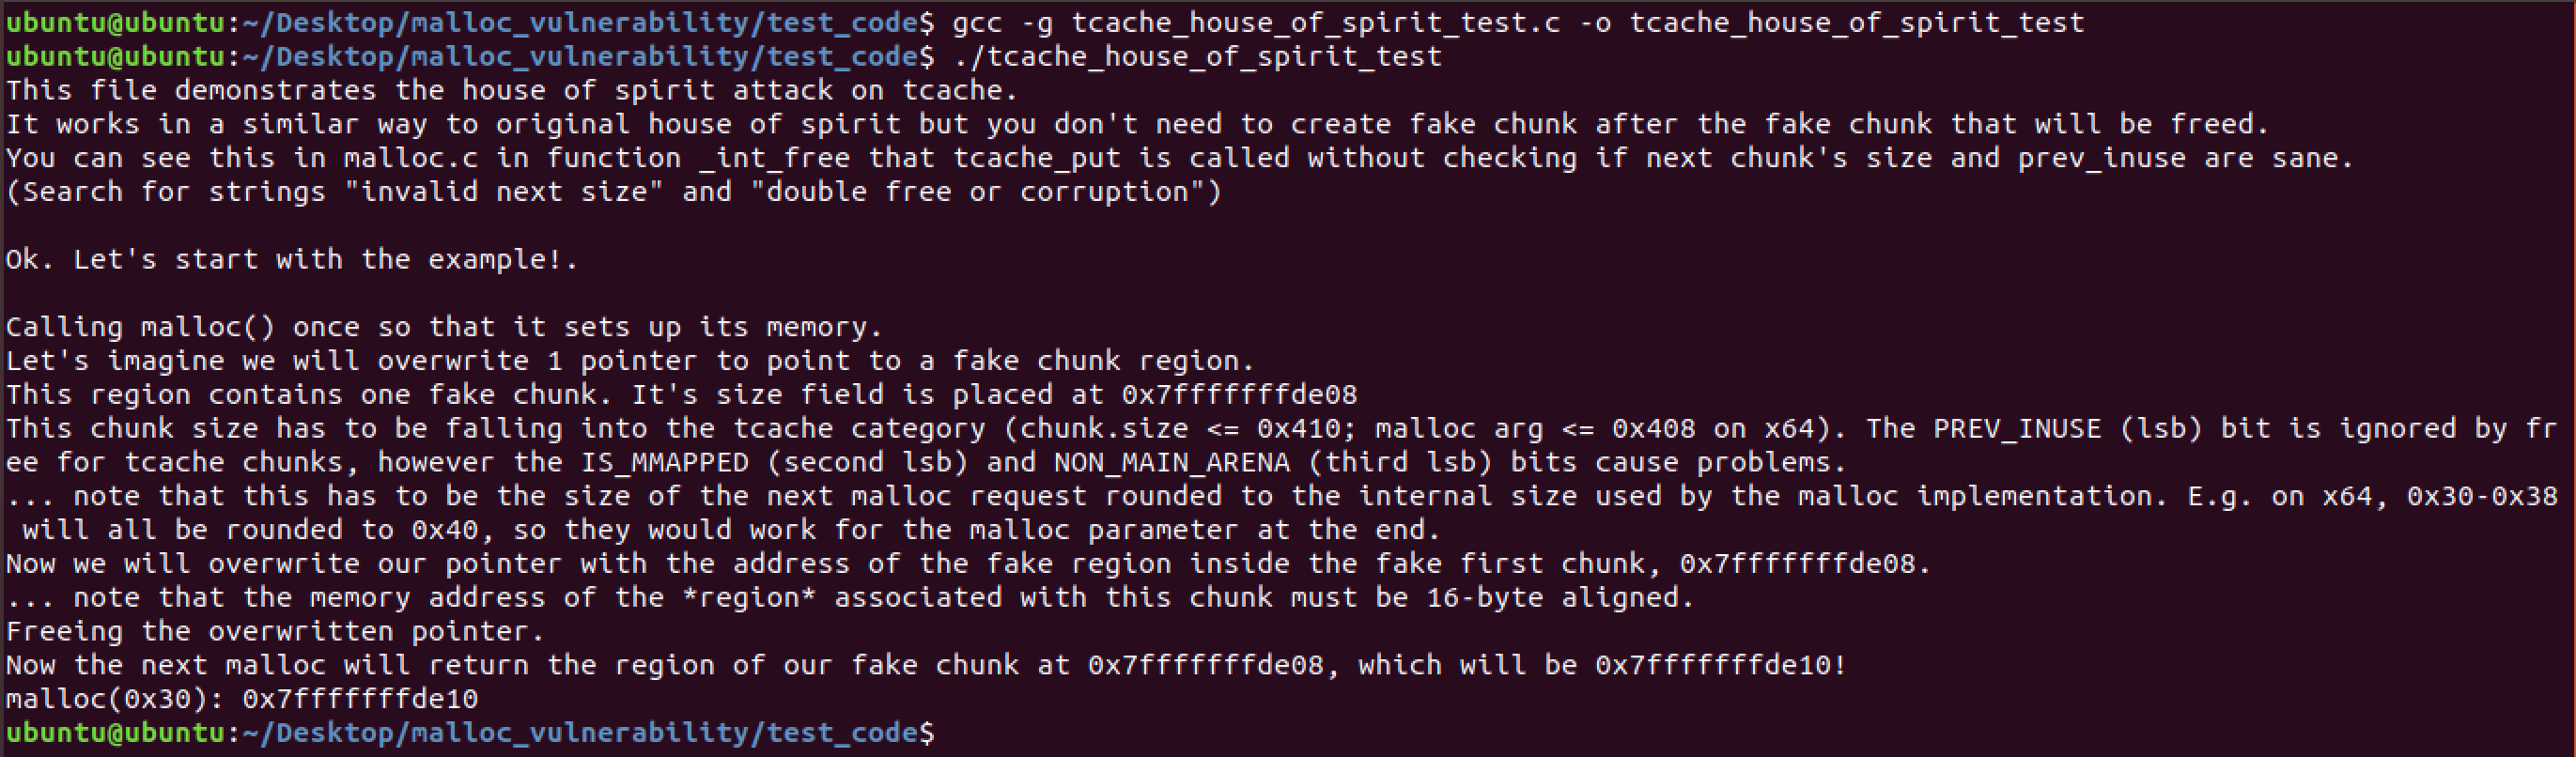 ubuntu@ubuntu:~/Desktop/malloc_vulnerability/test_code$ gcc -g tcache_house_of_spirit_test.c -o tcache_house_of_spirit_test
ubuntu@ubuntu:~/Desktop/malloc_vulnerability/test_code$ ./tcache_house_of_spirit_test
This file demonstrates the house of spirit attack on tcache.
It works in a similar way to original house of spirit but you don't need to create fake chunk after the fake chunk that will be freed.
You can see this in malloc.c in function _int_free that tcache_put is called without checking if next chunk's size and prev_inuse are sane.
(Search for strings "invalid next size" and "double free or corruption")
Ok. Let's start with the example!.
Calling malloc() once so that it sets up its memory.
Let's imagine we will overwrite 1 pointer to point to a fake chunk region.
This region contains one fake chunk. It's size field is placed at 0x7fffffffde08
This chunk size has to be falling into the tcache category (chunk.size <= 0x410; malloc arg <= 0x408 on x64). The PREV_INUSE (lsb) bit is ignored by fr
ee for tcache chunks, however the IS_MMAPPED (second lsb) and NON_MAIN_ARENA (third lsb) bits cause problems.
... note that this has to be the size of the next malloc request rounded to the internal size used by the malloc implementation. E.g. on x64, 0x30-0x38
 will all be rounded to 0x40, so they would work for the malloc parameter at the end.
Now we will overwrite our pointer with the address of the fake region inside the fake first chunk, 0x7fffffffde08.
... note that the memory address of the *region* associated with this chunk must be 16-byte aligned.
Freeing the overwritten pointer.
Now the next malloc will return the region of our fake chunk at 0x7fffffffde08, which will be 0x7fffffffde10!
malloc(0x30): 0x7fffffffde10
ubuntu@ubuntu:~/Desktop/malloc_vulnerability/test_code$